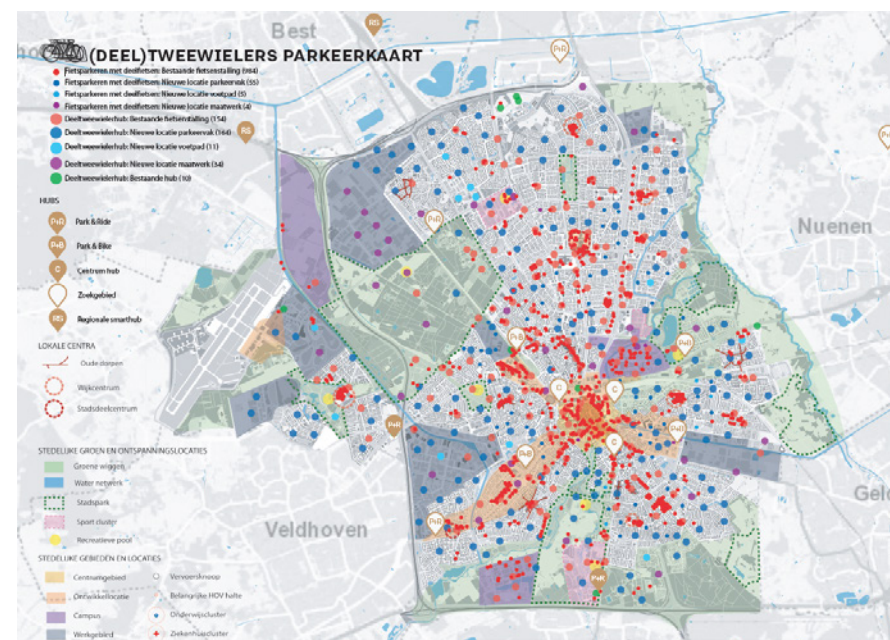 Best
RS
P+R
(DEEL)TWEEWIELERS PARKEERKAART
Fietsparkeren met deelfietsen: Bestaande fietsenstalling (984)
Fietsparkeren met deelfietsen: Nieuwe locatie parkeervak (55)
Fietsparkeren met deelfietsen: Nieuwe locatie voetpad (5)
Fietsparkeren met deelfietsen: Nieuwe locatie maatwerk (4)
Deeltweewielerhub: Bestaande fietsenstalling (154)
Deeltweewielerhub: Nieuwe locatie parkeervak (164)
Deeltweewielerhub: Nieuwe locatie voetpad (11)
Deeltweewielerhub: Nieuwe locatie maatwerk (34)
Deeltweewielerhub: Bestaande hub (10)
RS
HUBS
P+R Park & Ride
P+B Park & Bike
C Centrum hub
Zoekgebied
RS Regionale smarthub
LOKALE CENTRA
Oude dorpen
Wijkcentrum
Stadsdeelcentrum
STEDELIJKE GROEN EN ONTSPANNINGSLOCATIES
Groene wiggen
Water netwerk
Stadspark
Sport cluster
Recreatieve pool
STEDELIJKE GEBIEDEN EN LOCATIES
Centrumgebied
Ontwikkellocatie
Campus
Werkgebied
Vervoersknoop
Belangrijke HOV halte
Onderwijscluster
Ziekenhuiscluster
P+R
Nuenen
P+B
P+R
C
C
P+R
P+R
C
P+B
P+R
Veldhoven
Geld